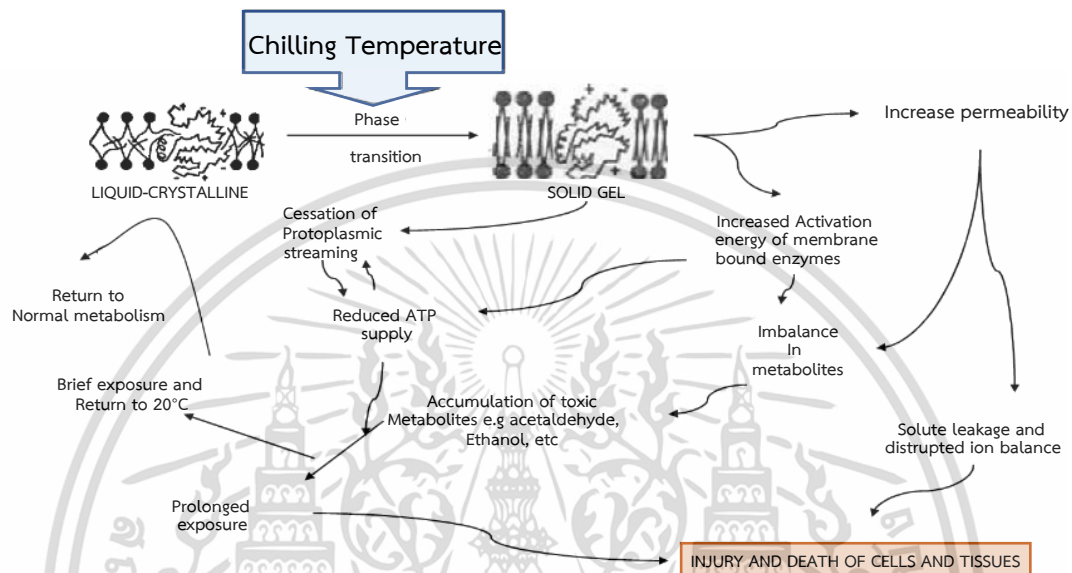 Chilling Temperature
Phase
transition
LIQUID-CRYSTALLINE
SOLID GEL
Increase permeability
Cessation of
Protoplasmic
streaming
Increased Activation
energy of membrane
bound enzymes
Return to
Normal metabolism
Reduced ATP
supply
Imbalance
In
metabolites
Brief exposure and
Return to 20°C
Accumulation of toxic
Metabolites e.g acetaldehyde,
Ethanol, etc
Solute leakage and
distrupted ion balance
Prolonged
exposure
INJURY AND DEATH OF CELLS AND TISSUES